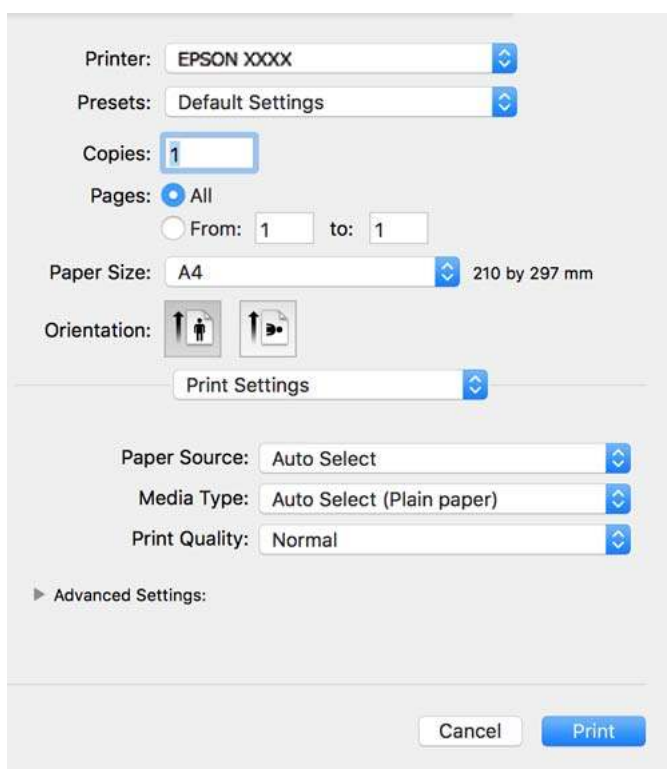 Printer: EPSON XXXX
Presets: Default Settings
Copies: 1
Pages: All
From: 1 to: 1
Paper Size: A4 210 by 297 mm
Orientation:
Print Settings
Paper Source: Auto Select
Media Type: Auto Select (Plain paper)
Print Quality: Normal
Advanced Settings:
Cancel Print